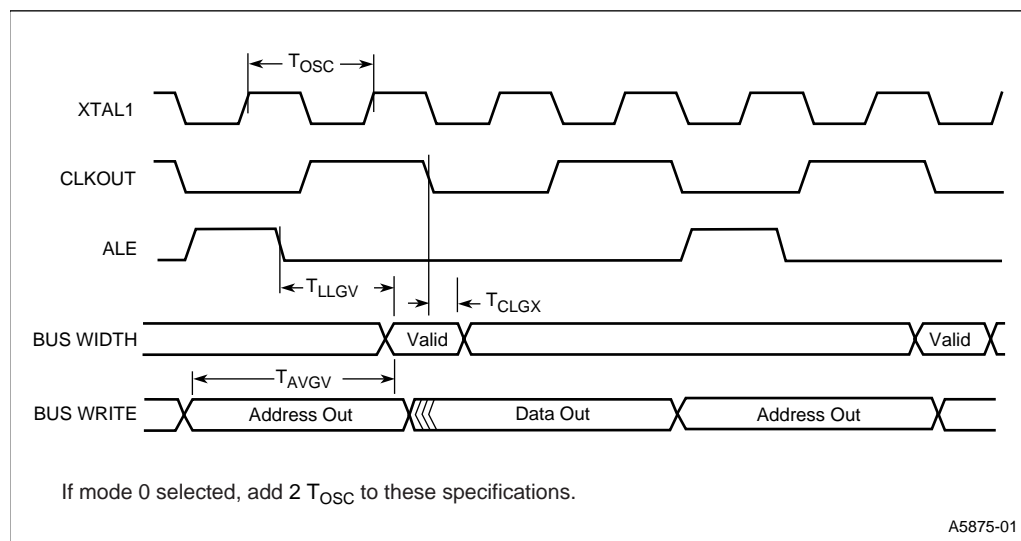 TOSC
XTAL1
CLKOUT
ALE
TLLGV
TCLGX
BUS WIDTH
Valid
Valid
TAVGV
BUS WRITE
Address Out
Data Out
Address Out
If mode 0 selected, add 2 TOSC to these specifications.
A5875-01